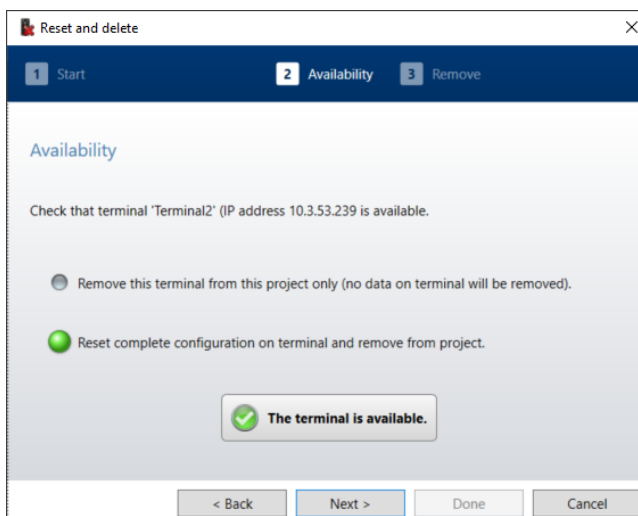 Reset and delete
1 Start 2 Availability 3 Remove
Availability
Check that terminal 'Terminal2' (IP address 10.3.53.239 is available.
Remove this terminal from this project only (no data on terminal will be removed).
Reset complete configuration on terminal and remove from project.
The terminal is available.
< Back Next > Done Cancel